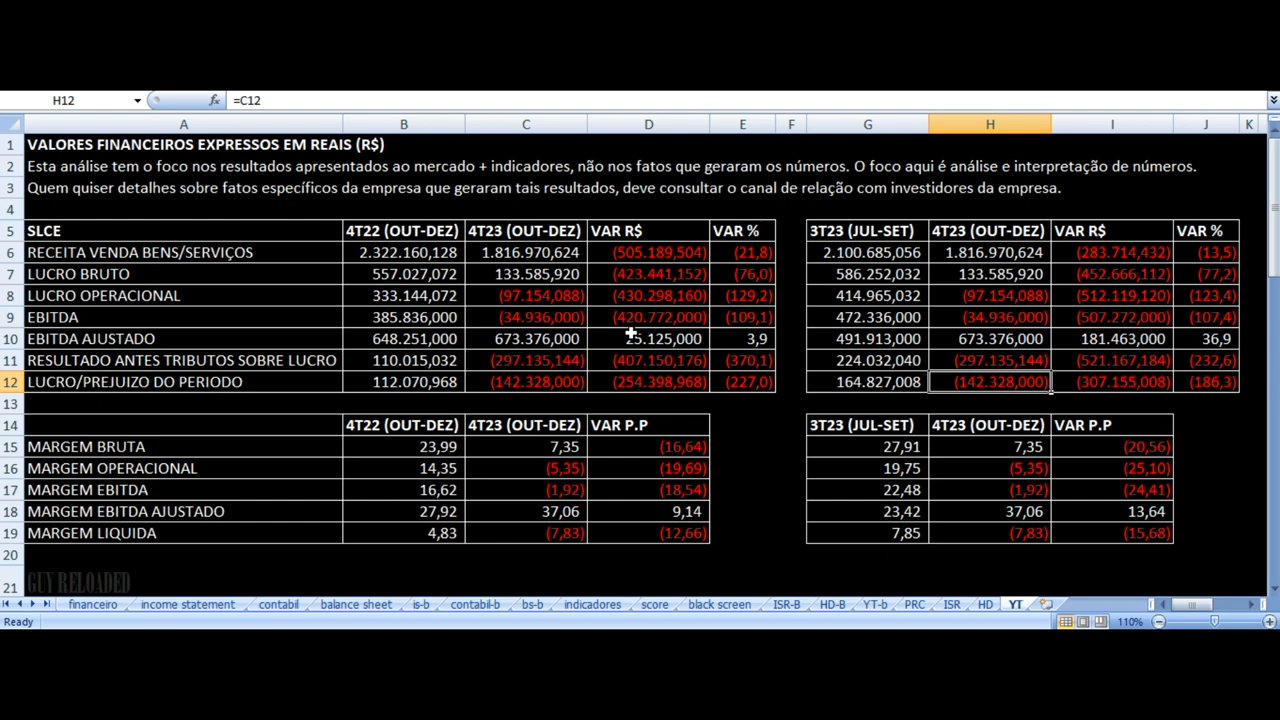 H12 fx =C12
A B C D E F G H I J K
1 VALORES FINANCEIROS EXPRESSOS EM REAIS (R$)
2 Esta análise tem o foco nos resultados apresentados ao mercado + indicadores, não nos fatos que geraram os números. O foco aqui é análise e interpretação de números.
3 Quem quiser detalhes sobre fatos específicos da empresa que geraram tais resultados, deve consultar o canal de relação com investidores da empresa.
4
5 SLCE 4T22 (OUT-DEZ) 4T23 (OUT-DEZ) VAR R$ VAR % 3T23 (JUL-SET) 4T23 (OUT-DEZ) VAR R$ VAR %
6 RECEITA VENDA BENS/SERVIÇOS 2.322.160,128 1.816.970,624 (505.189,504) (21,8) 2.100.685,056 1.816.970,624 (283.714,432) (13,5)
7 LUCRO BRUTO 557.027,072 133.585,920 (423.441,152) (76,0) 586.252,032 133.585,920 (452.666,112) (77,2)
8 LUCRO OPERACIONAL 333.144,072 (97.154,088) (430.298,160) (129,2) 414.965,032 (97.154,088) (512.119,120) (123,4)
9 EBITDA 385.836,000 (34.936,000) (420.772,000) (109,1) 472.336,000 (34.936,000) (507.272,000) (107,4)
10 EBITDA AJUSTADO 648.251,000 673.376,000 25.125,000 3,9 491.913,000 673.376,000 181.463,000 36,9
11 RESULTADO ANTES TRIBUTOS SOBRE LUCRO 110.015,032 (297.135,144) (407.150,176) (370,1) 224.032,040 (297.135,144) (521.167,184) (232,6)
12 LUCRO/PREJUIZO DO PERIODO 112.070,968 (142.328,000) (254.398,968) (227,0) 164.827,008 (142.328,000) (307.155,008) (186,3)
13
14 4T22 (OUT-DEZ) 4T23 (OUT-DEZ) VAR P.P 3T23 (JUL-SET) 4T23 (OUT-DEZ) VAR P.P
15 MARGEM BRUTA 23,99 7,35 (16,64) 27,91 7,35 (20,56)
16 MARGEM OPERACIONAL 14,35 (5,35) (19,69) 19,75 (5,35) (25,10)
17 MARGEM EBITDA 16,62 (1,92) (18,54) 22,48 (1,92) (24,41)
18 MARGEM EBITDA AJUSTADO 27,92 37,06 9,14 23,42 37,06 13,64
19 MARGEM LIQUIDA 4,83 (7,83) (12,66) 7,85 (7,83) (15,68)
20
21 GUY RELOADED
financeiro income statement contabil balance sheet is-b contabil-b bs-b indicadores score black screen ISR-B HD-B YT-b PRC ISR HD YT
Ready 110%